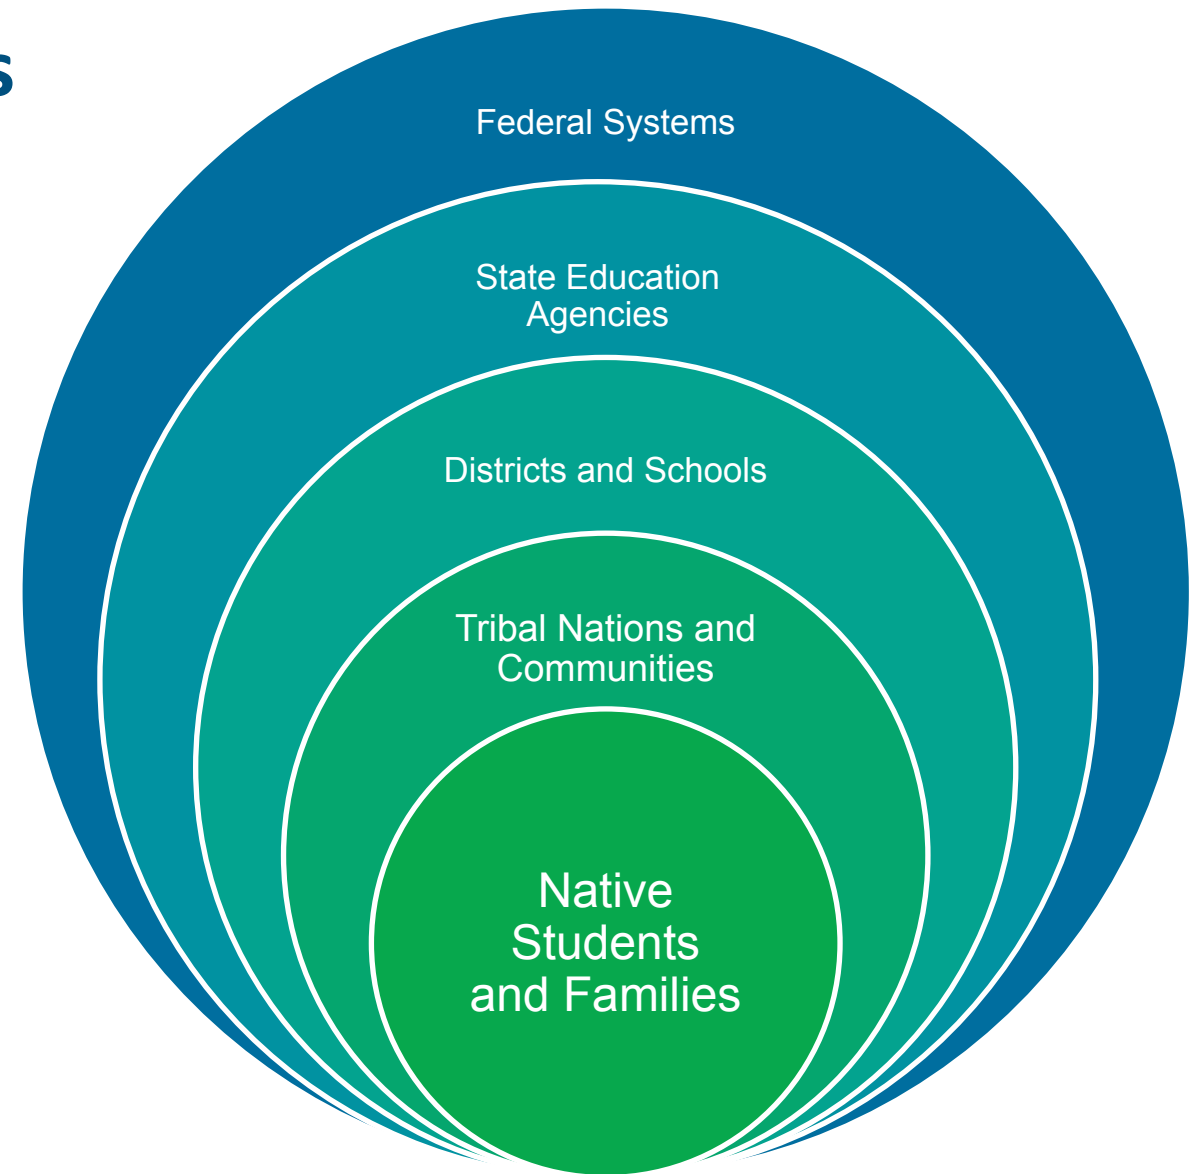 s
Federal Systems
State Education
Agencies
Districts and Schools
Tribal Nations and
Communities
Native
Students
and Families